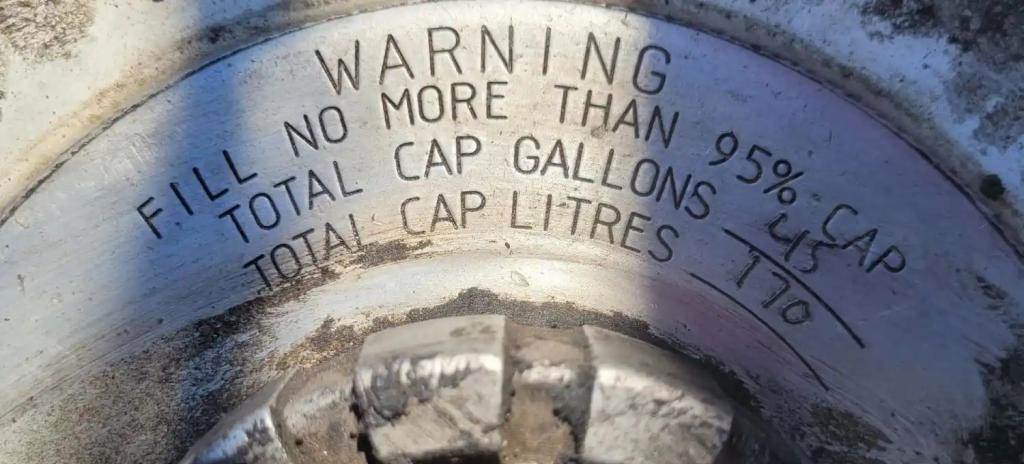 WARNING
FILL NO MORE THAN 95% CAP
TOTAL CAP GALLONS 45
TOTAL CAP LITRES 170